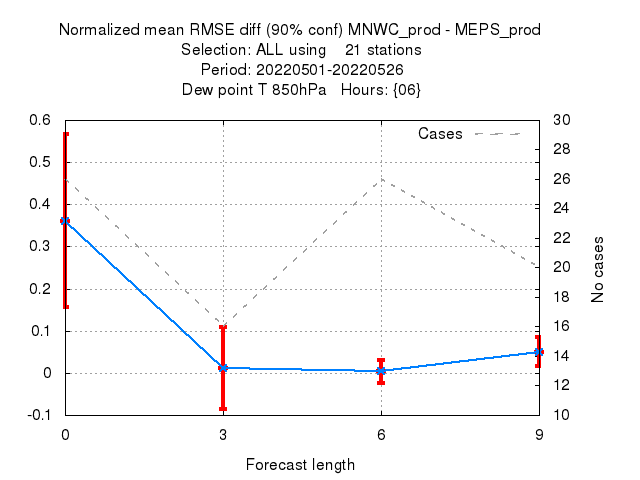 Normalized mean RMSE diff (90% conf) MNWC_prod - MEPS_prod
Selection: ALL using    21 stations
Period: 20220501-20220526
Dew point T 850hPa   Hours: {06}
Cases
0.6
0.5
0.4
0.3
0.2
0.1
0
-0.1
30
28
26
24
22
20
18
16
14
12
10
No cases
0 3 6 9
Forecast length